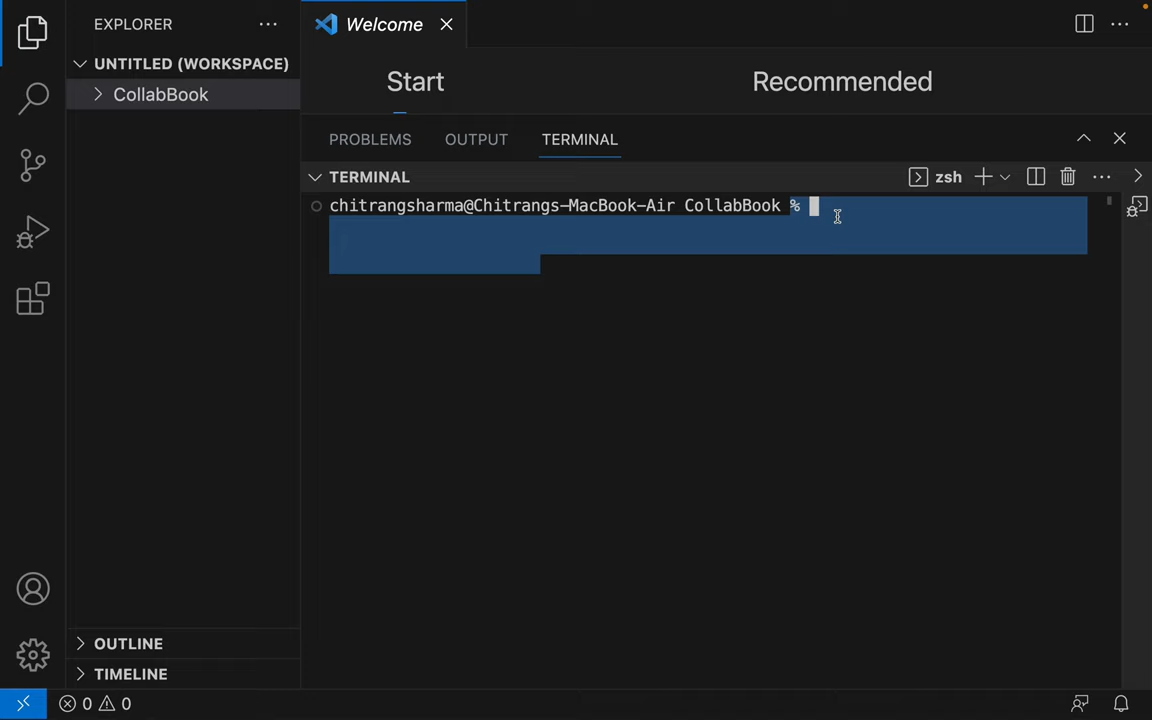 EXPLORER
UNTITLED (WORKSPACE)
CollabBook
OUTLINE
TIMELINE
Welcome
Start
Recommended
PROBLEMS
OUTPUT
TERMINAL
TERMINAL
zsh
chitrangsharma@Chitrangs-MacBook-Air CollabBook %
0
0